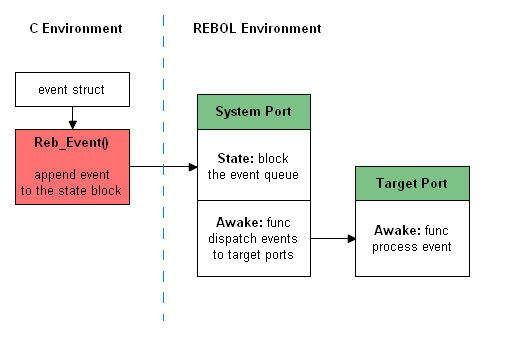 C Environment
REBOL Environment
event struct
Reb_Event()
append event
to the state block
System Port
State: block
the event queue
Awake: func
dispatch events
to target ports
Target Port
Awake: func
process event